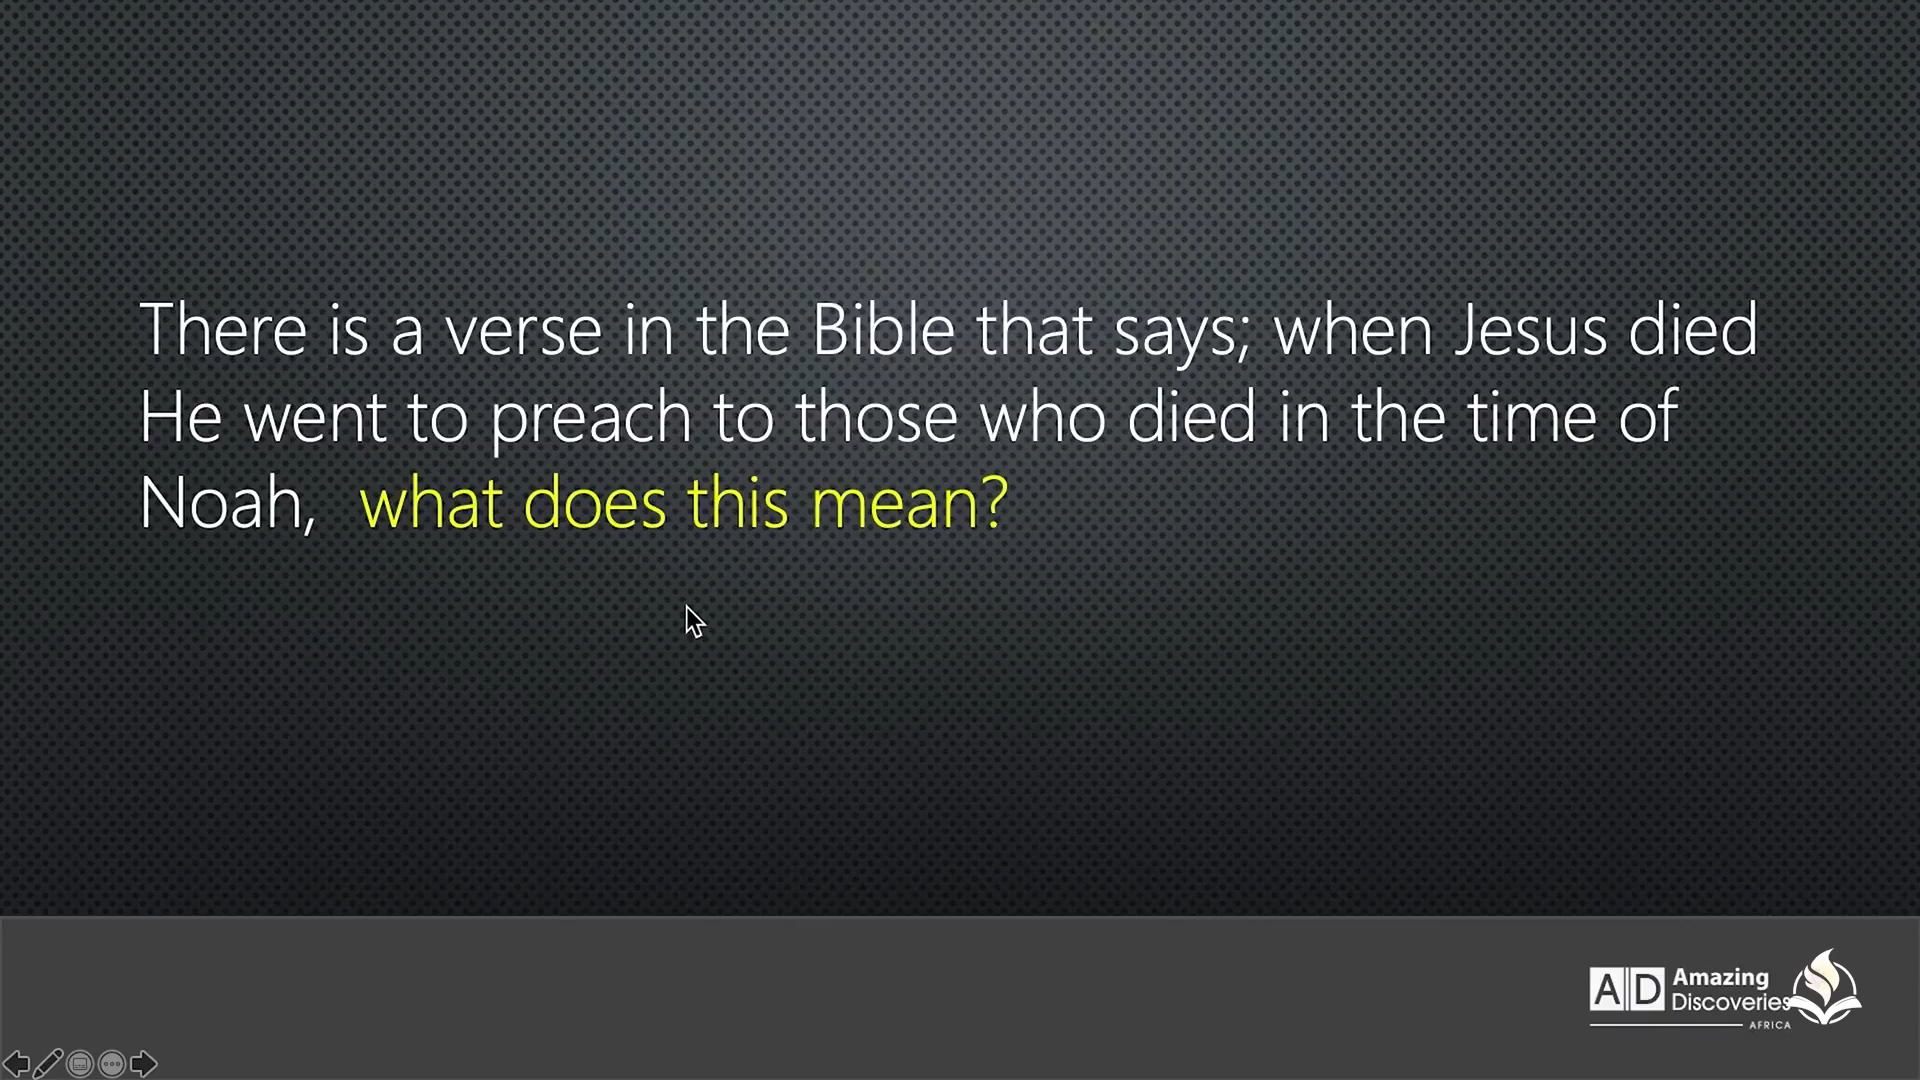 There is a verse in the Bible that says; when Jesus died
He went to preach to those who died in the time of
Noah, what does this mean?
A|D Amazing
Discoveries
AFRICA